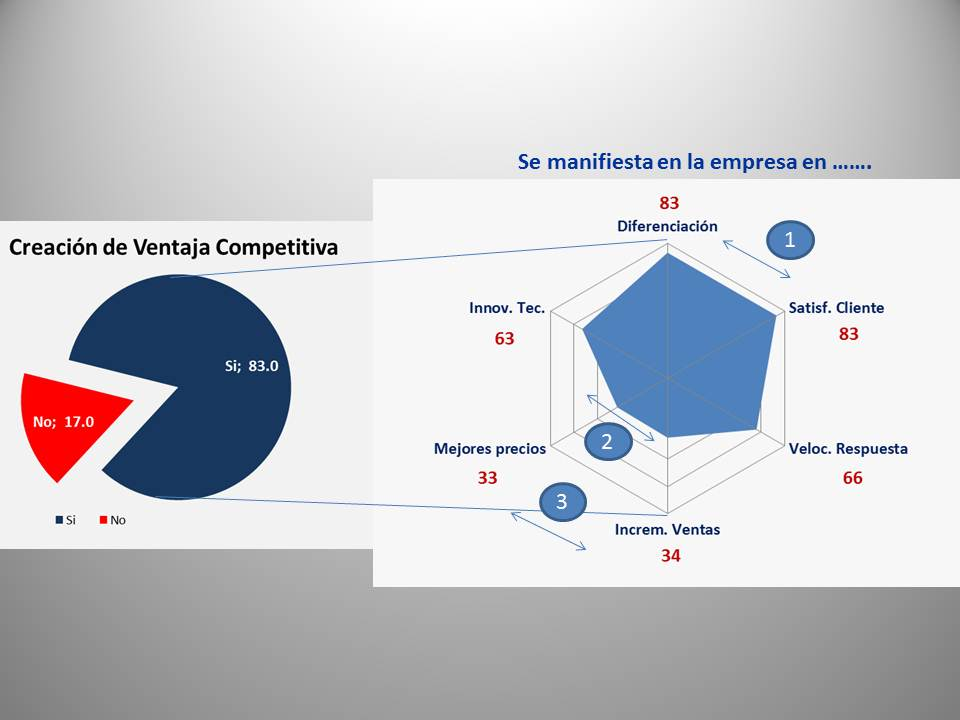 Se manifiesta en la empresa en …….
Creación de Ventaja Competitiva
Si; 83.0
No; 17.0
Si
No
83
Diferenciación
1
Satisf. Cliente
83
Innov. Tec.
63
Veloc. Respuesta
66
Mejores precios
33
2
3
Increm. Ventas
34